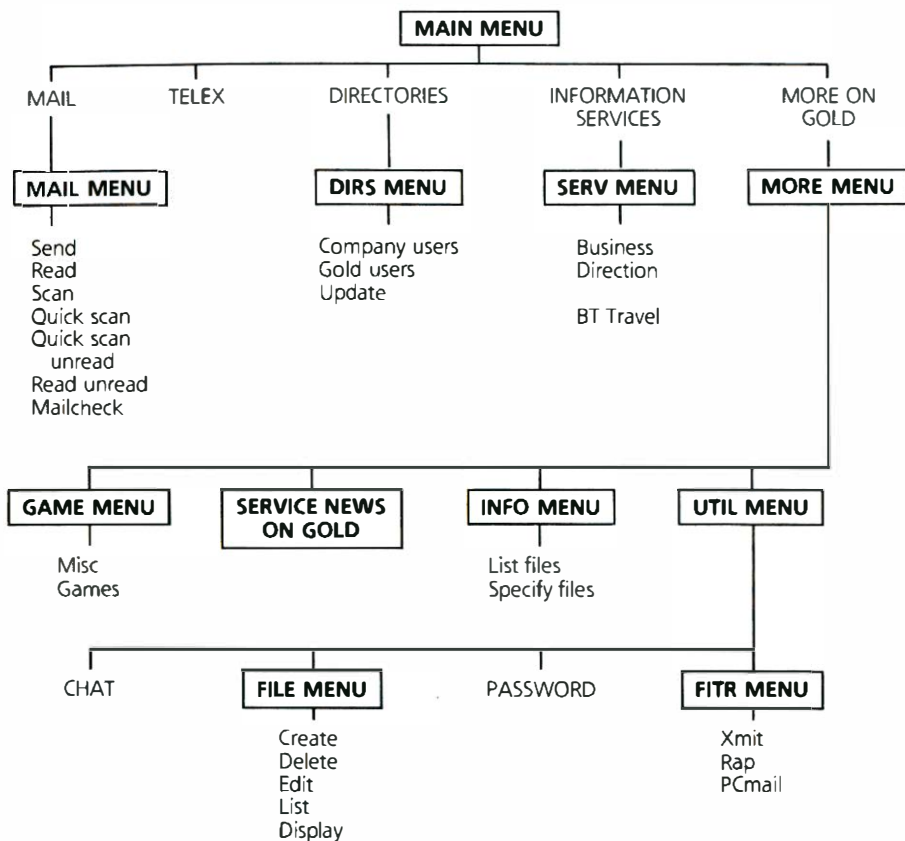 MAIN MENU
MAIL
TELEX
DIRECTORIES
INFORMATION
SERVICES
MORE ON
GOLD
MAIL MENU
DIRS MENU
SERV MENU
MORE MENU
Send
Read
Scan
Quick scan
Quick scan
unread
Read unread
Mailcheck
Company users
Gold users
Update
Business
Direction
BT Travel
GAME MENU
SERVICE NEWS
ON GOLD
INFO MENU
UTIL MENU
Misc
Games
List files
Specify files
CHAT
FILE MENU
PASSWORD
FITR MENU
Create
Delete
Edit
List
Display
Xmit
Rap
PCmail